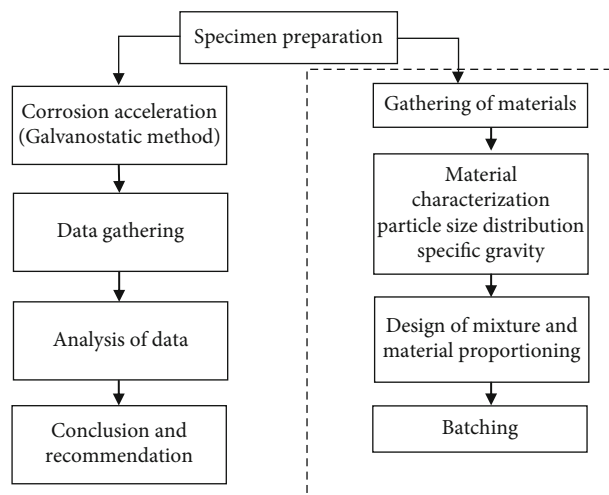 Specimen preparation
Corrosion acceleration
(Galvanostatic method)
Data gathering
Analysis of data
Conclusion and
recommendation
Gathering of materials
Material
characterization
particle size distribution
specific gravity
Design of mixture and
material proportioning
Batching